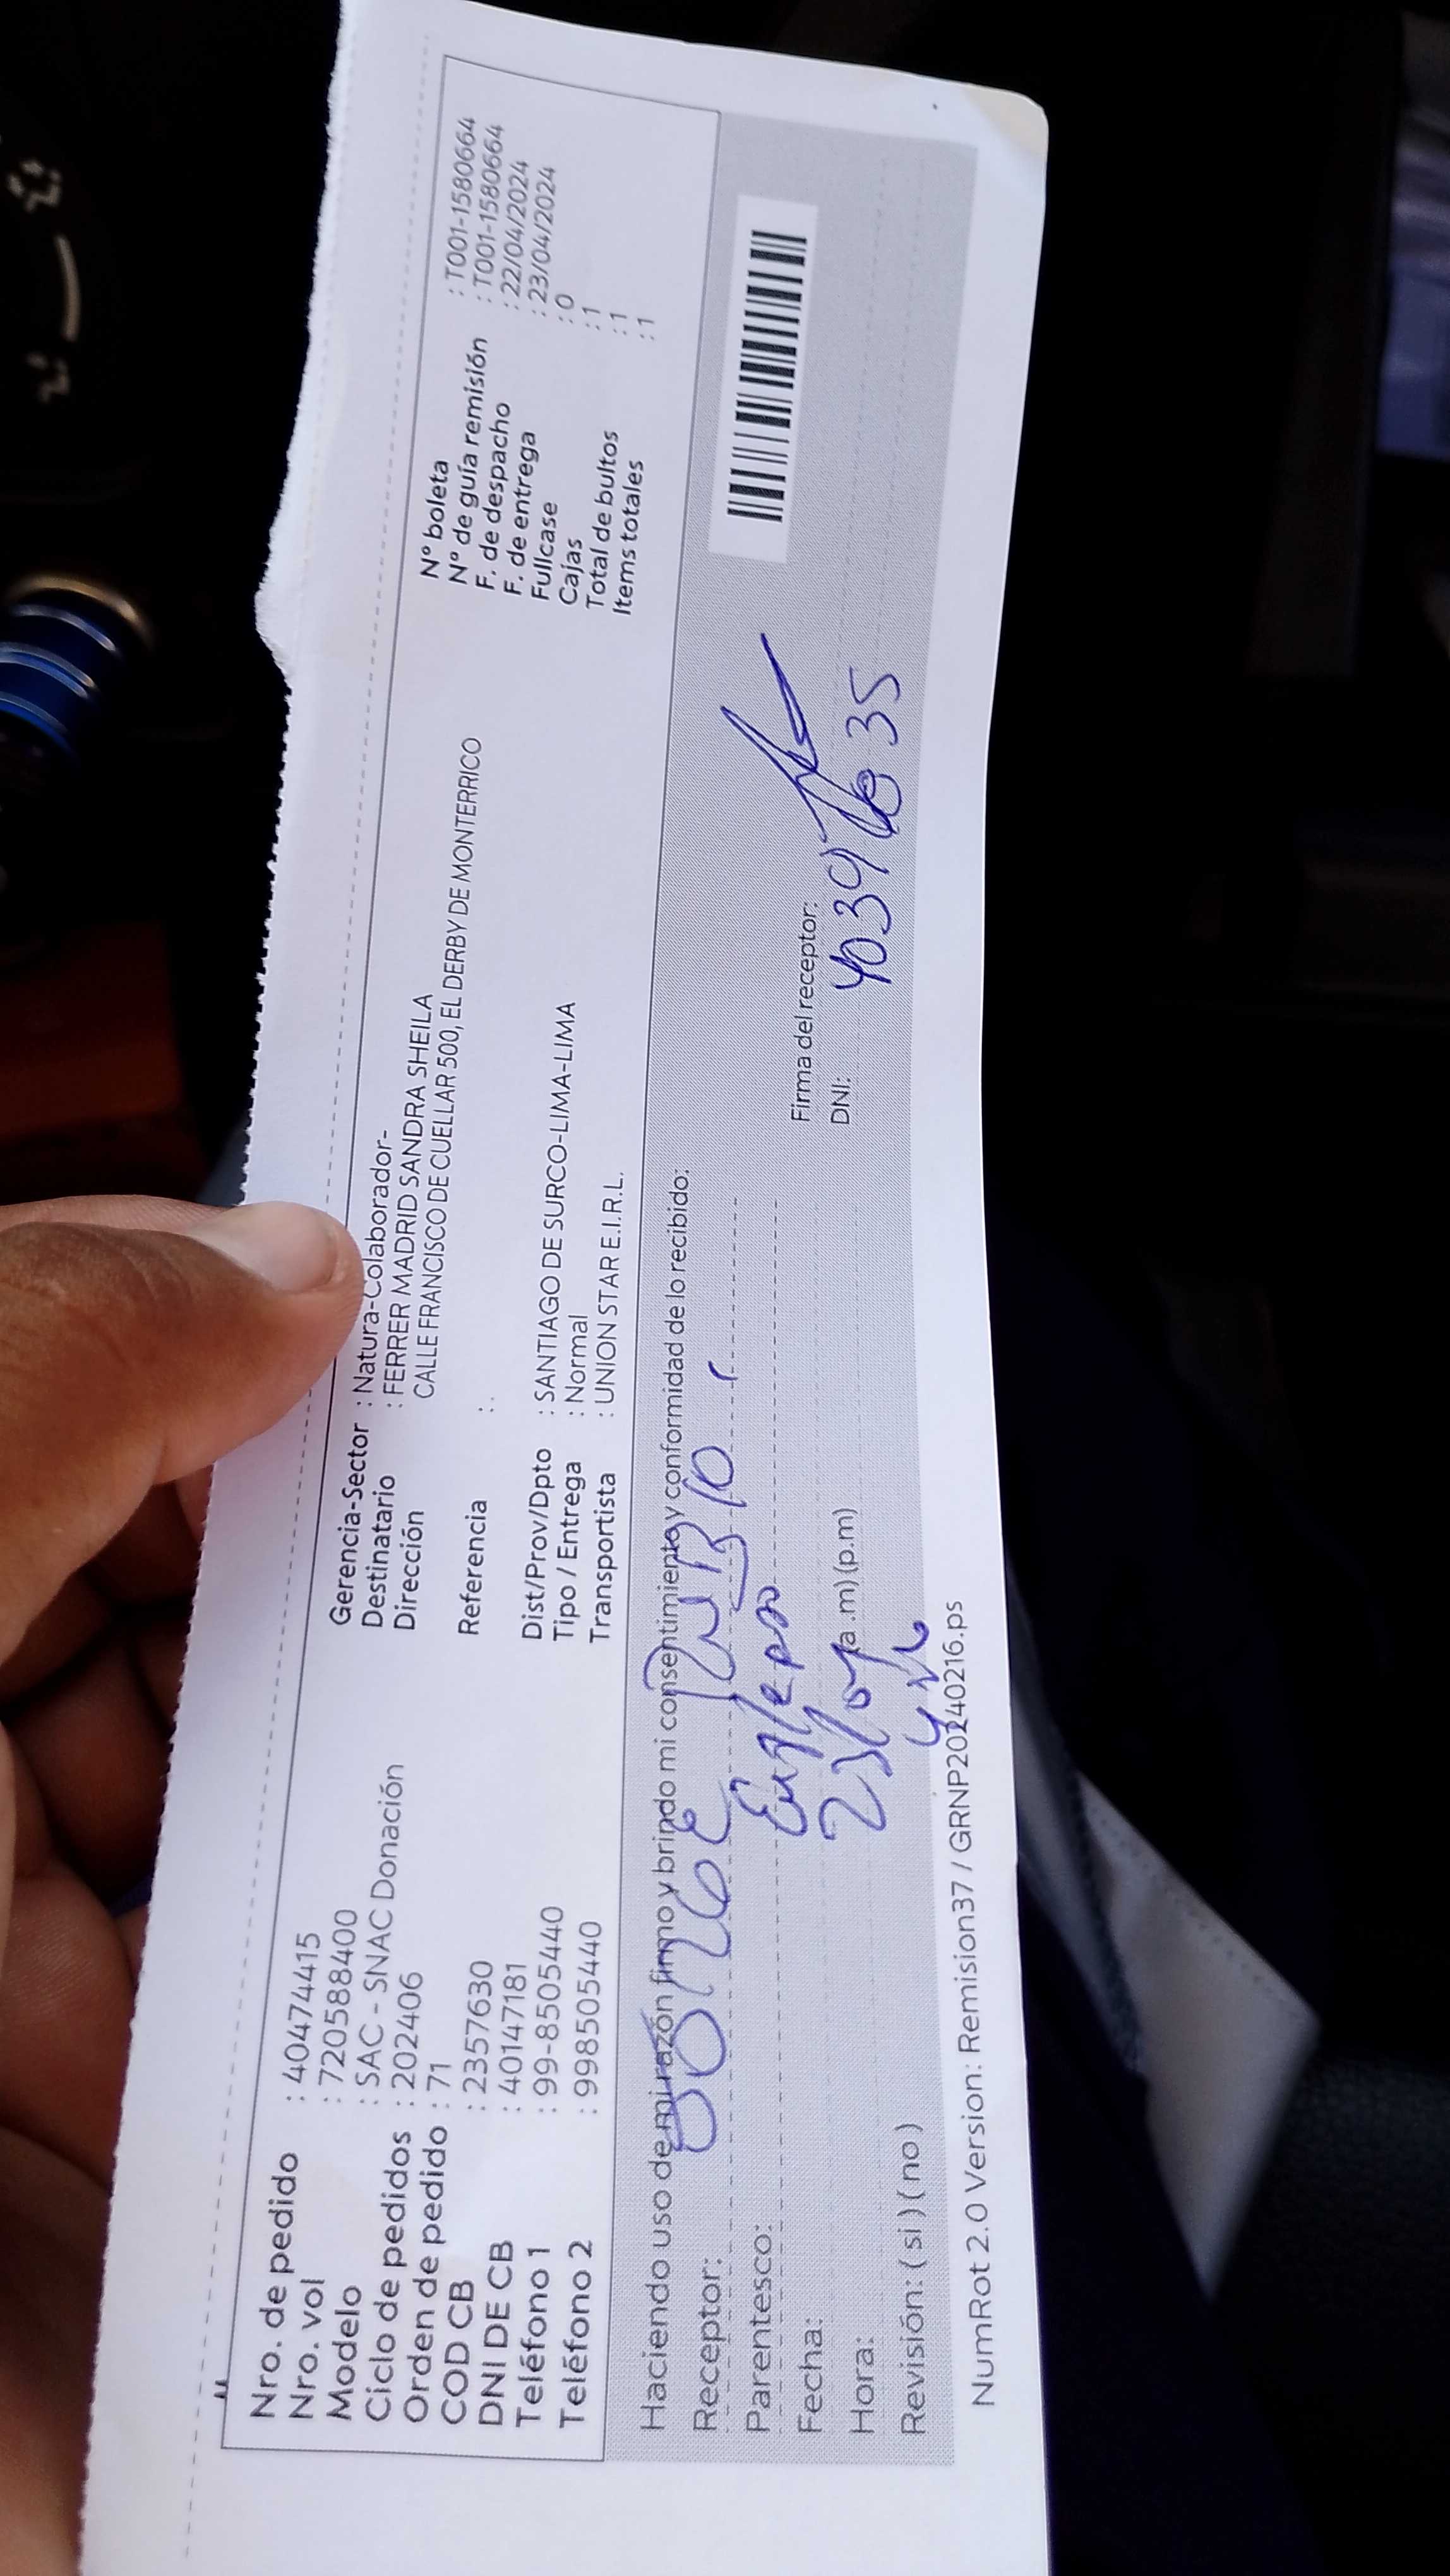 Nro. de pedido : 40474415
Nro. vol : 720588400
Modelo : SAC - SNAC Donación
Ciclo de pedidos : 202406
Orden de pedido : 71
COD CB : 2357630
DNI DE CB : 40147181
Teléfono 1 : 99-8505440
Teléfono 2 : 998505440
Gerencia-Sector : Natura-Colaborador-
Destinatario : FERRER MADRID SANDRA SHEILA
Dirección CALLE FRANCISCO DE CUELLAR 500, EL DERBY DE MONTERRICO
Referencia : .
Dist/Prov/Dpto : SANTIAGO DE SURCO-LIMA-LIMA
Tipo / Entrega : Normal
Transportista : UNION STAR E.I.R.L.
N° boleta : T001-1580664
N° de guía remisión : T001-1580664
F. de despacho : 22/04/2024
F. de entrega : 23/04/2024
Fullcase : 0
Cajas : 1
Total de bultos : 1
Items totales : 1
Haciendo uso de mi razón firmo y brindo mi consentimiento y conformidad de lo recibido:
Receptor: JORGE
Parentesco:
Fecha:
Hora: (a.m) (p.m)
Revisión: ( si ) ( no )
Firma del receptor:
DNI:
NumRot 2.0 Version: Remision37 / GRNP20240216.ps